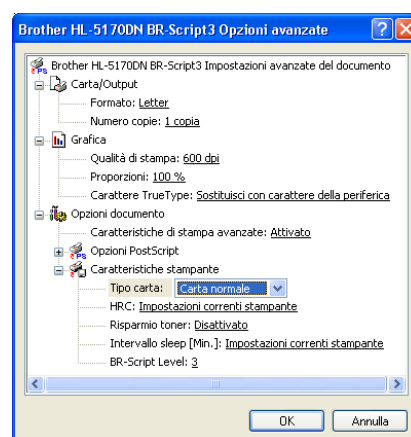 Brother HL-5170DN BR-Script3 Opzioni avanzate
Brother HL-5170DN BR-Script3 Impostazioni avanzate del documento
Carta/Output
Formato: Letter
Numero copie: 1 copia
Grafica
Qualità di stampa: 600 dpi
Proporzioni: 100 %
Carattere TrueType: Sostituisci con carattere della periferica
Opzioni documento
Caratteristiche di stampa avanzate: Attivato
Opzioni PostScript
Caratteristiche stampante
Tipo carta: Carta normale
HRC: Impostazioni correnti stampante
Risparmio toner: Disattivato
Intervallo sleep [Min.]: Impostazioni correnti stampante
BR-Script Level: 3
OK Annulla